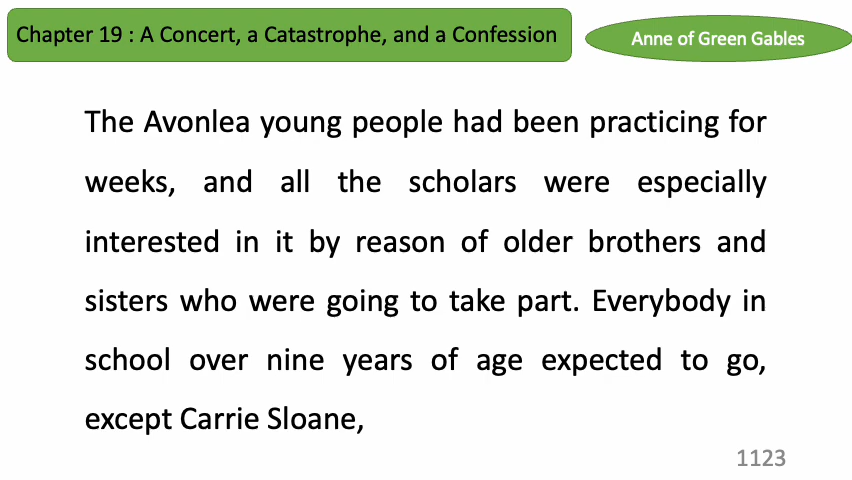 Chapter 19 : A Concert, a Catastrophe, and a Confession
Anne of Green Gables
The Avonlea young people had been practicing for
weeks, and all the scholars were especially
interested in it by reason of older brothers and
sisters who were going to take part. Everybody in
school over nine years of age expected to go,
except Carrie Sloane,
1123